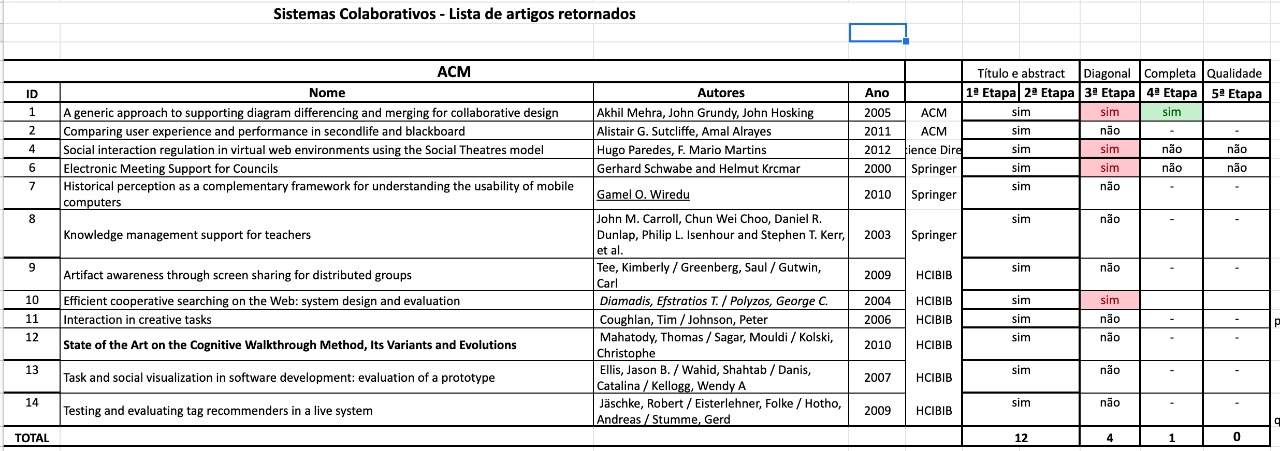 Sistemas Colaborativos - Lista de artigos retornados
ACM Título e abstract Diagonal Completa Qualidade
ID Nome Autores Ano 1ª Etapa 2ª Etapa 3ª Etapa 4ª Etapa 5ª Etapa
1 A generic approach to supporting diagram differencing and merging for collaborative design Akhil Mehra, John Grundy, John Hosking 2005 ACM sim sim sim
2 Comparing user experience and performance in secondlife and blackboard Alistair G. Sutcliffe, Amal Alrayes 2011 ACM sim não - -
4 Social interaction regulation in virtual web environments using the Social Theatres model Hugo Paredes, F. Mario Martins 2012 ience Dire sim sim não não
6 Electronic Meeting Support for Councils Gerhard Schwabe and Helmut Krcmar 2000 Springer sim sim não não
7 Historical perception as a complementary framework for understanding the usability of mobile
computers Gamel O. Wiredu 2010 Springer sim não - -
8 Knowledge management support for teachers John M. Carroll, Chun Wei Choo, Daniel R.
Dunlap, Philip L. Isenhour and Stephen T. Kerr,
et al. 2003 Springer sim não - -
9 Artifact awareness through screen sharing for distributed groups Tee, Kimberly / Greenberg, Saul / Gutwin,
Carl 2009 HCIBIB sim não - -
10 Efficient cooperative searching on the Web: system design and evaluation Diamadis, Efstratios T. / Polyzos, George C. 2004 HCIBIB sim sim
11 Interaction in creative tasks Coughlan, Tim / Johnson, Peter 2006 HCIBIB sim não - - p
12 State of the Art on the Cognitive Walkthrough Method, Its Variants and Evolutions Mahatody, Thomas / Sagar, Mouldi / Kolski,
Christophe 2010 HCIBIB sim não - -
13 Task and social visualization in software development: evaluation of a prototype Ellis, Jason B. / Wahid, Shahtab / Danis,
Catalina / Kellogg, Wendy A 2007 HCIBIB sim não - -
14 Testing and evaluating tag recommenders in a live system Jäschke, Robert / Eisterlehner, Folke / Hotho,
Andreas / Stumme, Gerd 2009 HCIBIB sim não - - q
TOTAL 12 4 1 0